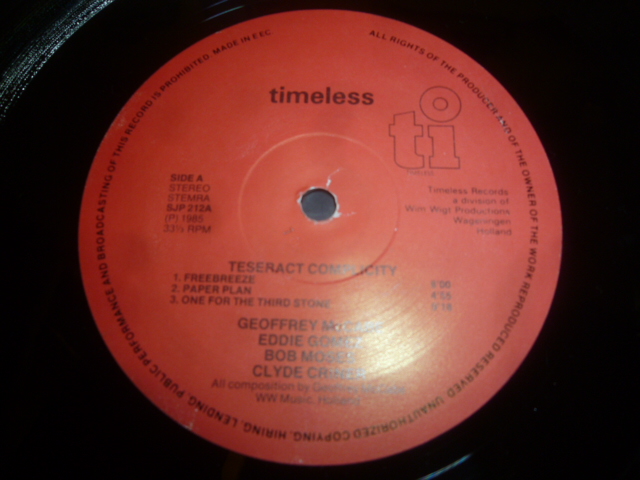 timeless
ti
SIDE A
STEREO
STEMRA
SJP 212A
(P) 1985
33⅓ RPM
Timeless Records
a division of
Wim Wigt Productions
Wageningen
Holland
TESERACT COMPLICITY
1. FREEBREEZE
2. PAPER PLAN
3. ONE FOR THE THIRD STONE
GEOFFREY
EDDIE
BOB
CLYDE
All composition by
WW Music, Holland
ALL RIGHTS OF THE PRODUCER AND OF THE OWNER OF THE WORK REPRODUCED RESERVED. UNAUTHORIZED COPYING, HIRING, LENDING, PUBLIC PERFORMANCE AND BROADCASTING OF THIS RECORD IS PROHIBITED. MADE IN EEC